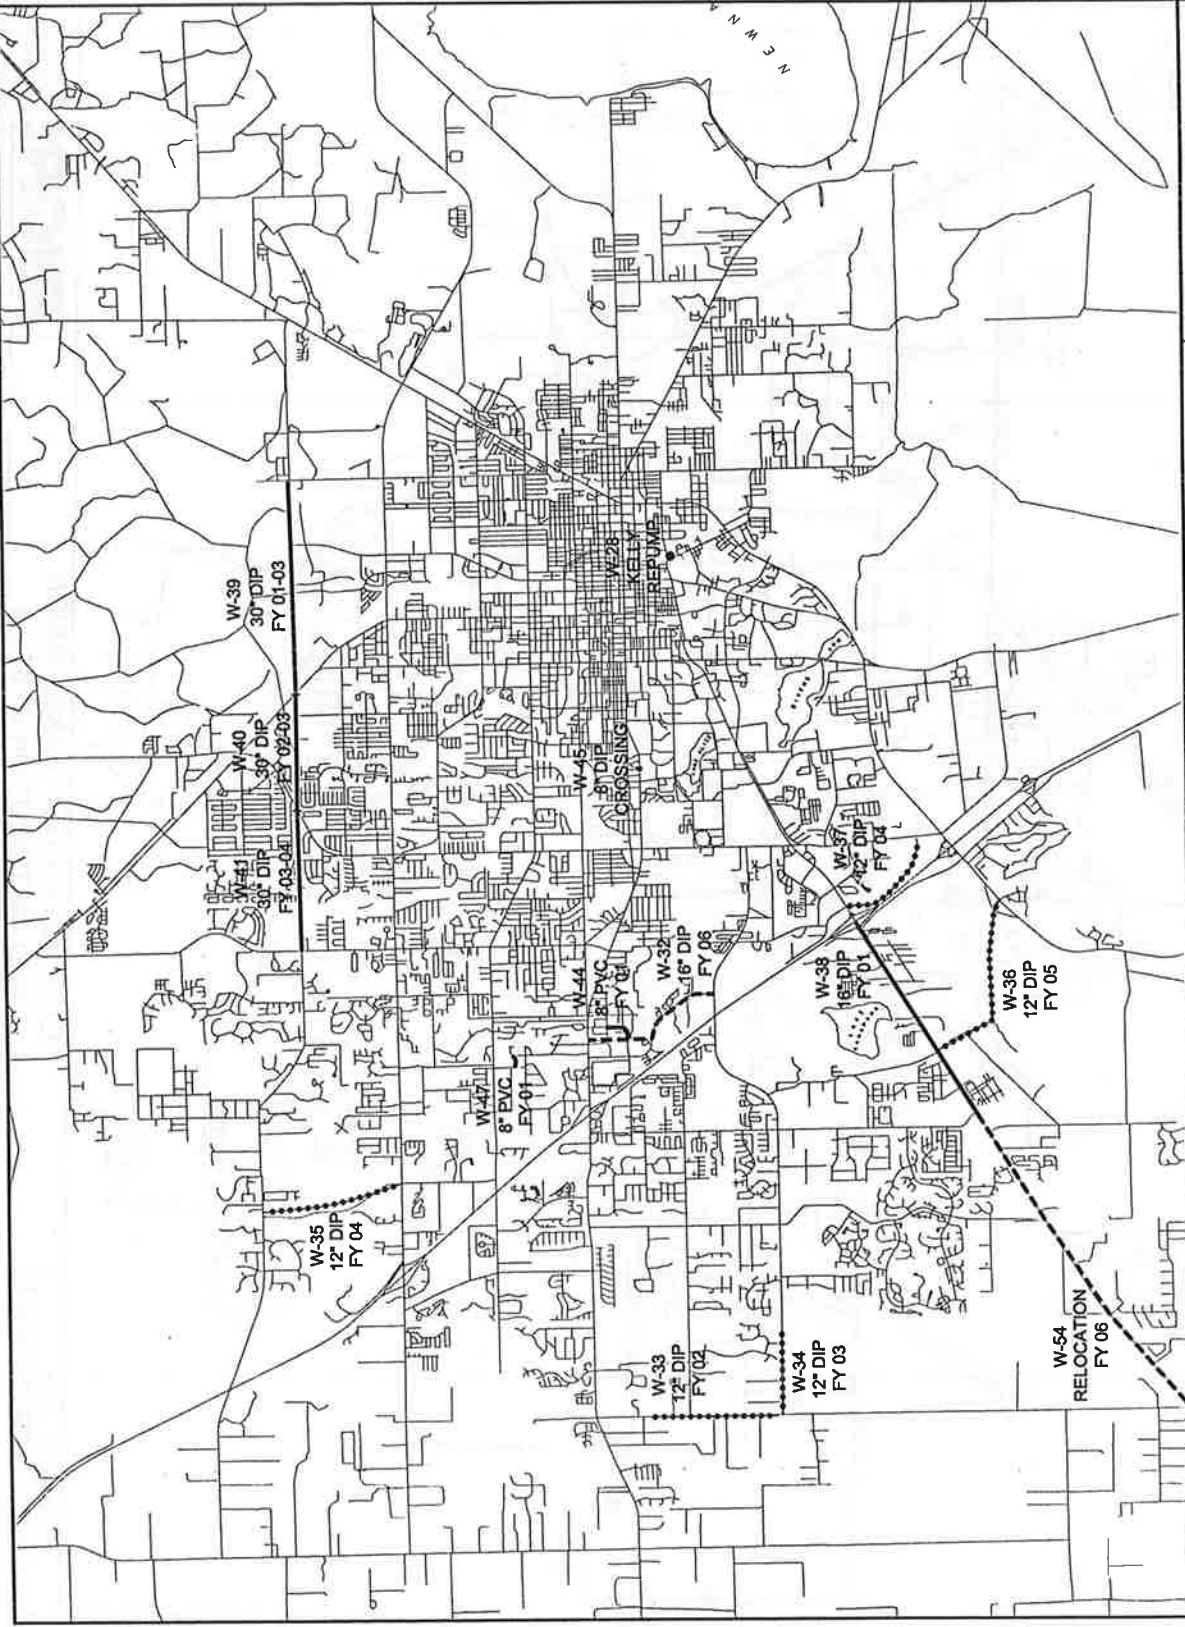 NEWNA
W-39
30" DIP
FY 01-03
W-40
30" DIP
FY 02-03
W-41
30" DIP
FY 03-04
W-28
KELLY
REPUMP
W-45
8" DIP
CROSSING
W-37
42" DIP
FY 04
W-32
16" DIP
FY 06
W-44
8" PVC
W-38
16" DIP
FY 01
W-36
12" DIP
FY 05
W-47
8" PVC
FY 01
W-35
12" DIP
FY 04
W-33
12" DIP
FY 02
W-34
12" DIP
FY 03
W-54
RELOCATION
FY 06